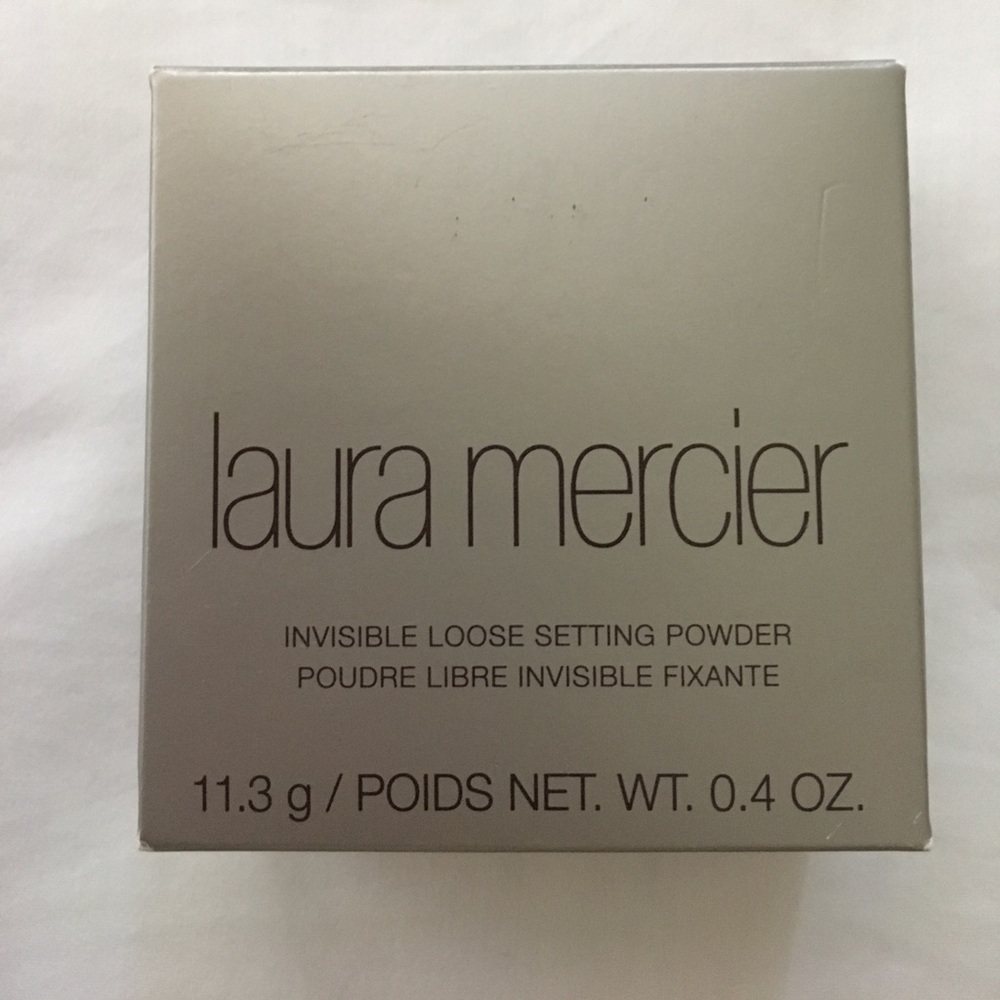 laura mercier
INVISIBLE LOOSE SETTING POWDER
POUDRE LIBRE INVISIBLE FIXANTE
11.3 g / POIDS NET. WT. 0.4 OZ.